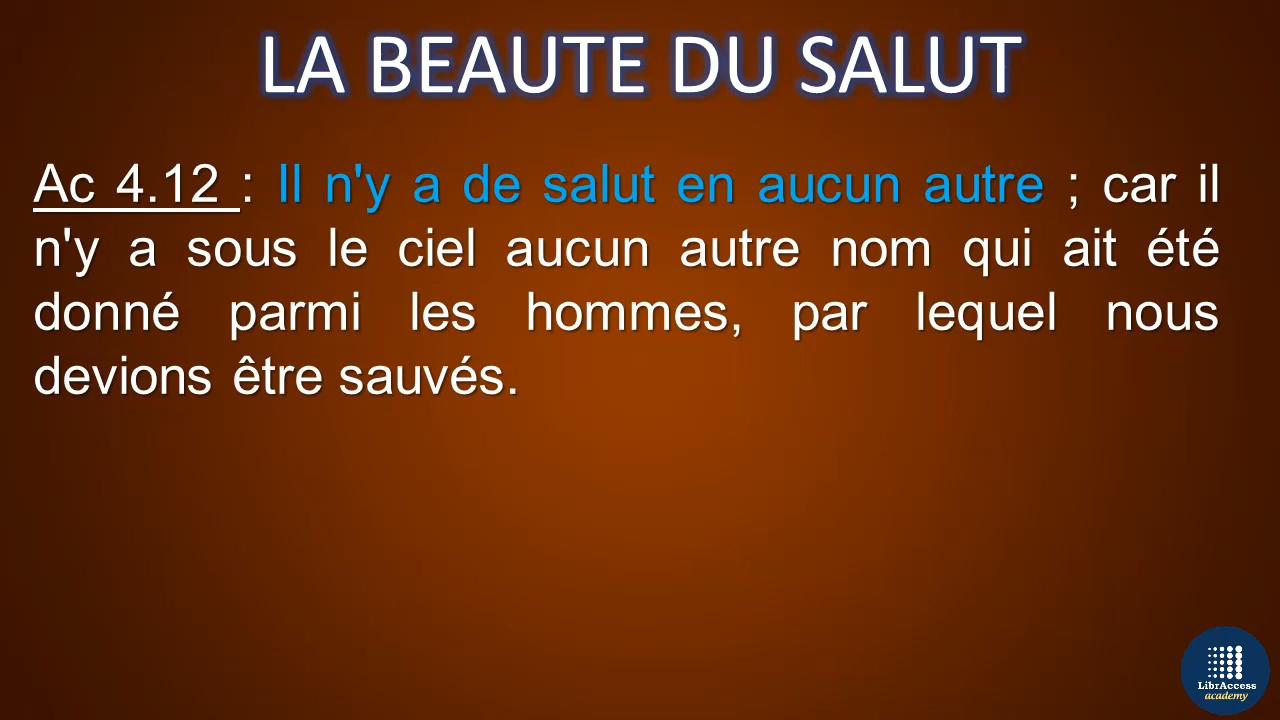 LA BEAUTE DU SALUT
Ac 4.12 : Il n'y a de salut en aucun autre ; car il
n'y a sous le ciel aucun autre nom qui ait été
donné parmi les hommes, par lequel nous
devions être sauvés.
LibrAccess
academy